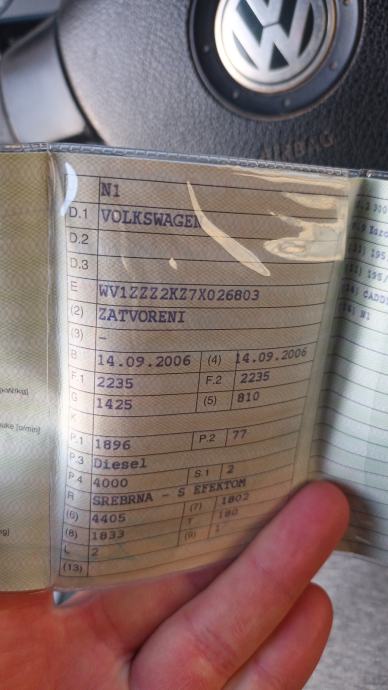 AIRBAG
N1
D.1 VOLKSWAGEN
D.2
D.3
E WV1ZZZ2KZ7X026803
(2) ZATVORENI
(3) –
B 14.09.2006 (4) 14.09.2006
F.1 2235 F.2 2235
G 1425 (5) 810
K
P.1 1896 P.2 77
P.3 Diesel
P.4 4000 S.1 2
R SREBRNA - S EFEKTOM
(6) 4405 (7) 1802
(8) 1833 T 180
L 2 (9) 1
(13)